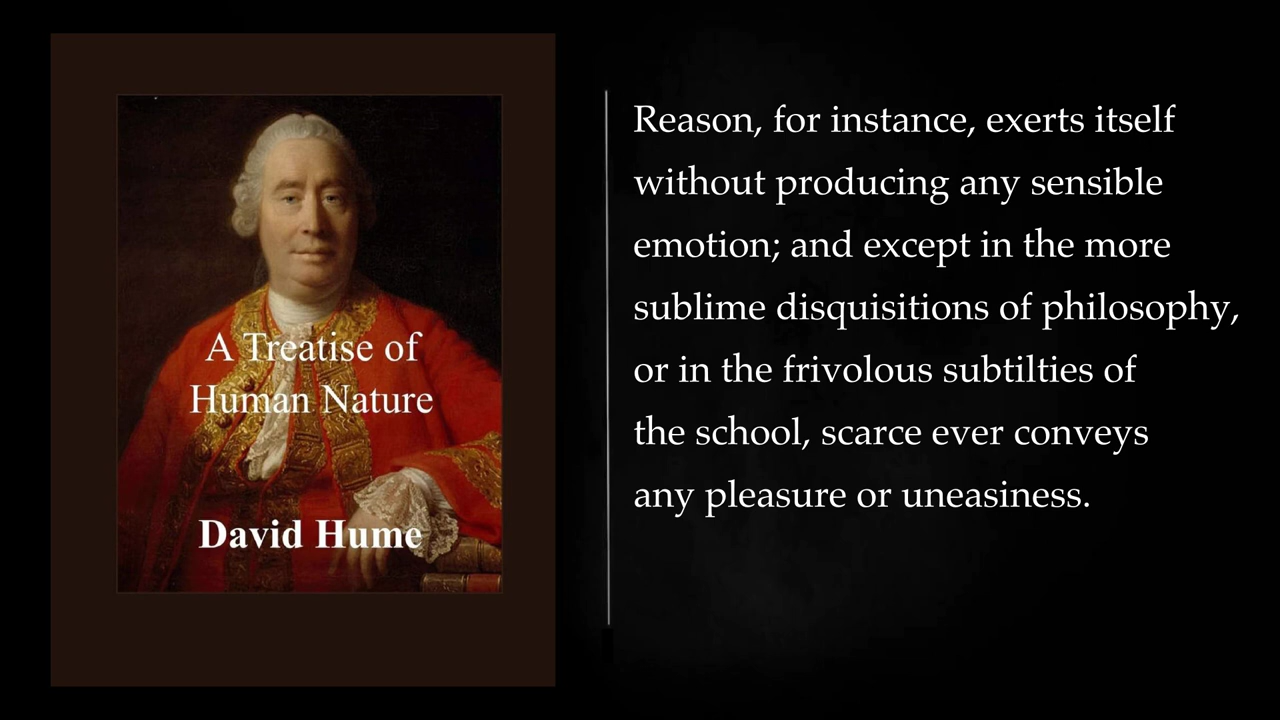 A Treatise of
Human Nature
David Hume
Reason, for instance, exerts itself
without producing any sensible
emotion; and except in the more
sublime disquisitions of philosophy,
or in the frivolous subtilties of
the school, scarce ever conveys
any pleasure or uneasiness.